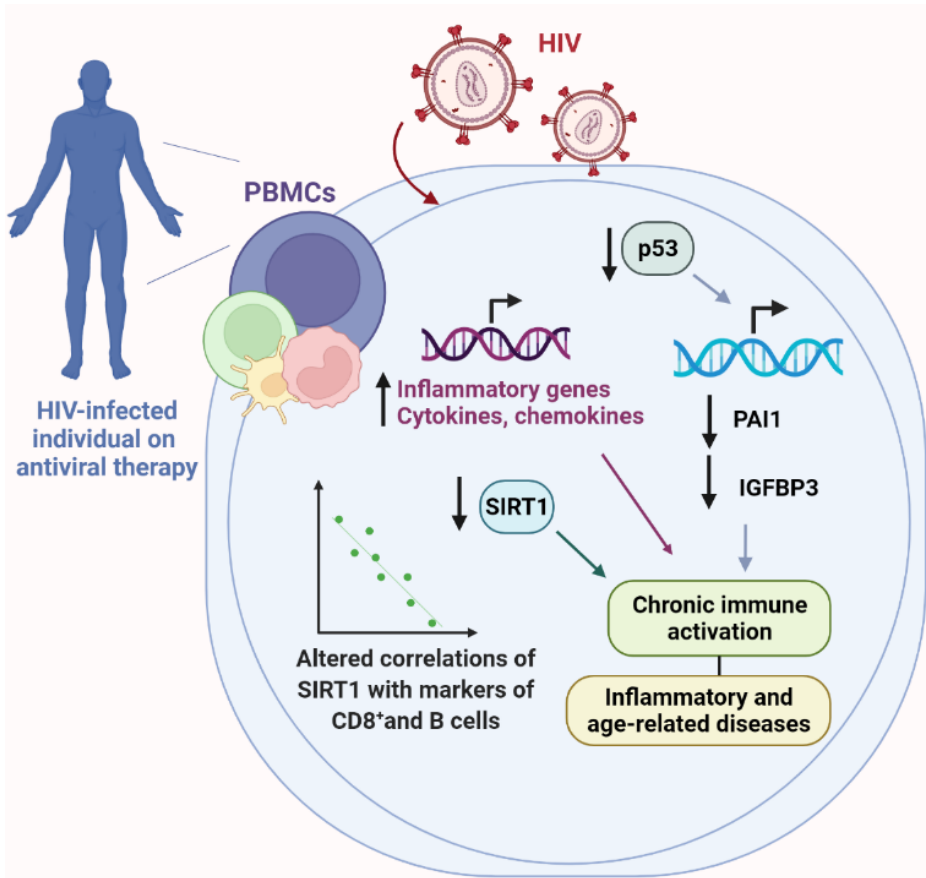 HIV
PBMCs
p53
HIV-infected
individual on
antiviral therapy
Inflammatory genes
Cytokines, chemokines
PAI1
IGFBP3
SIRT1
Altered correlations of
SIRT1 with markers of
CD8⁺and B cells
Chronic immune
activation
Inflammatory and
age-related diseases